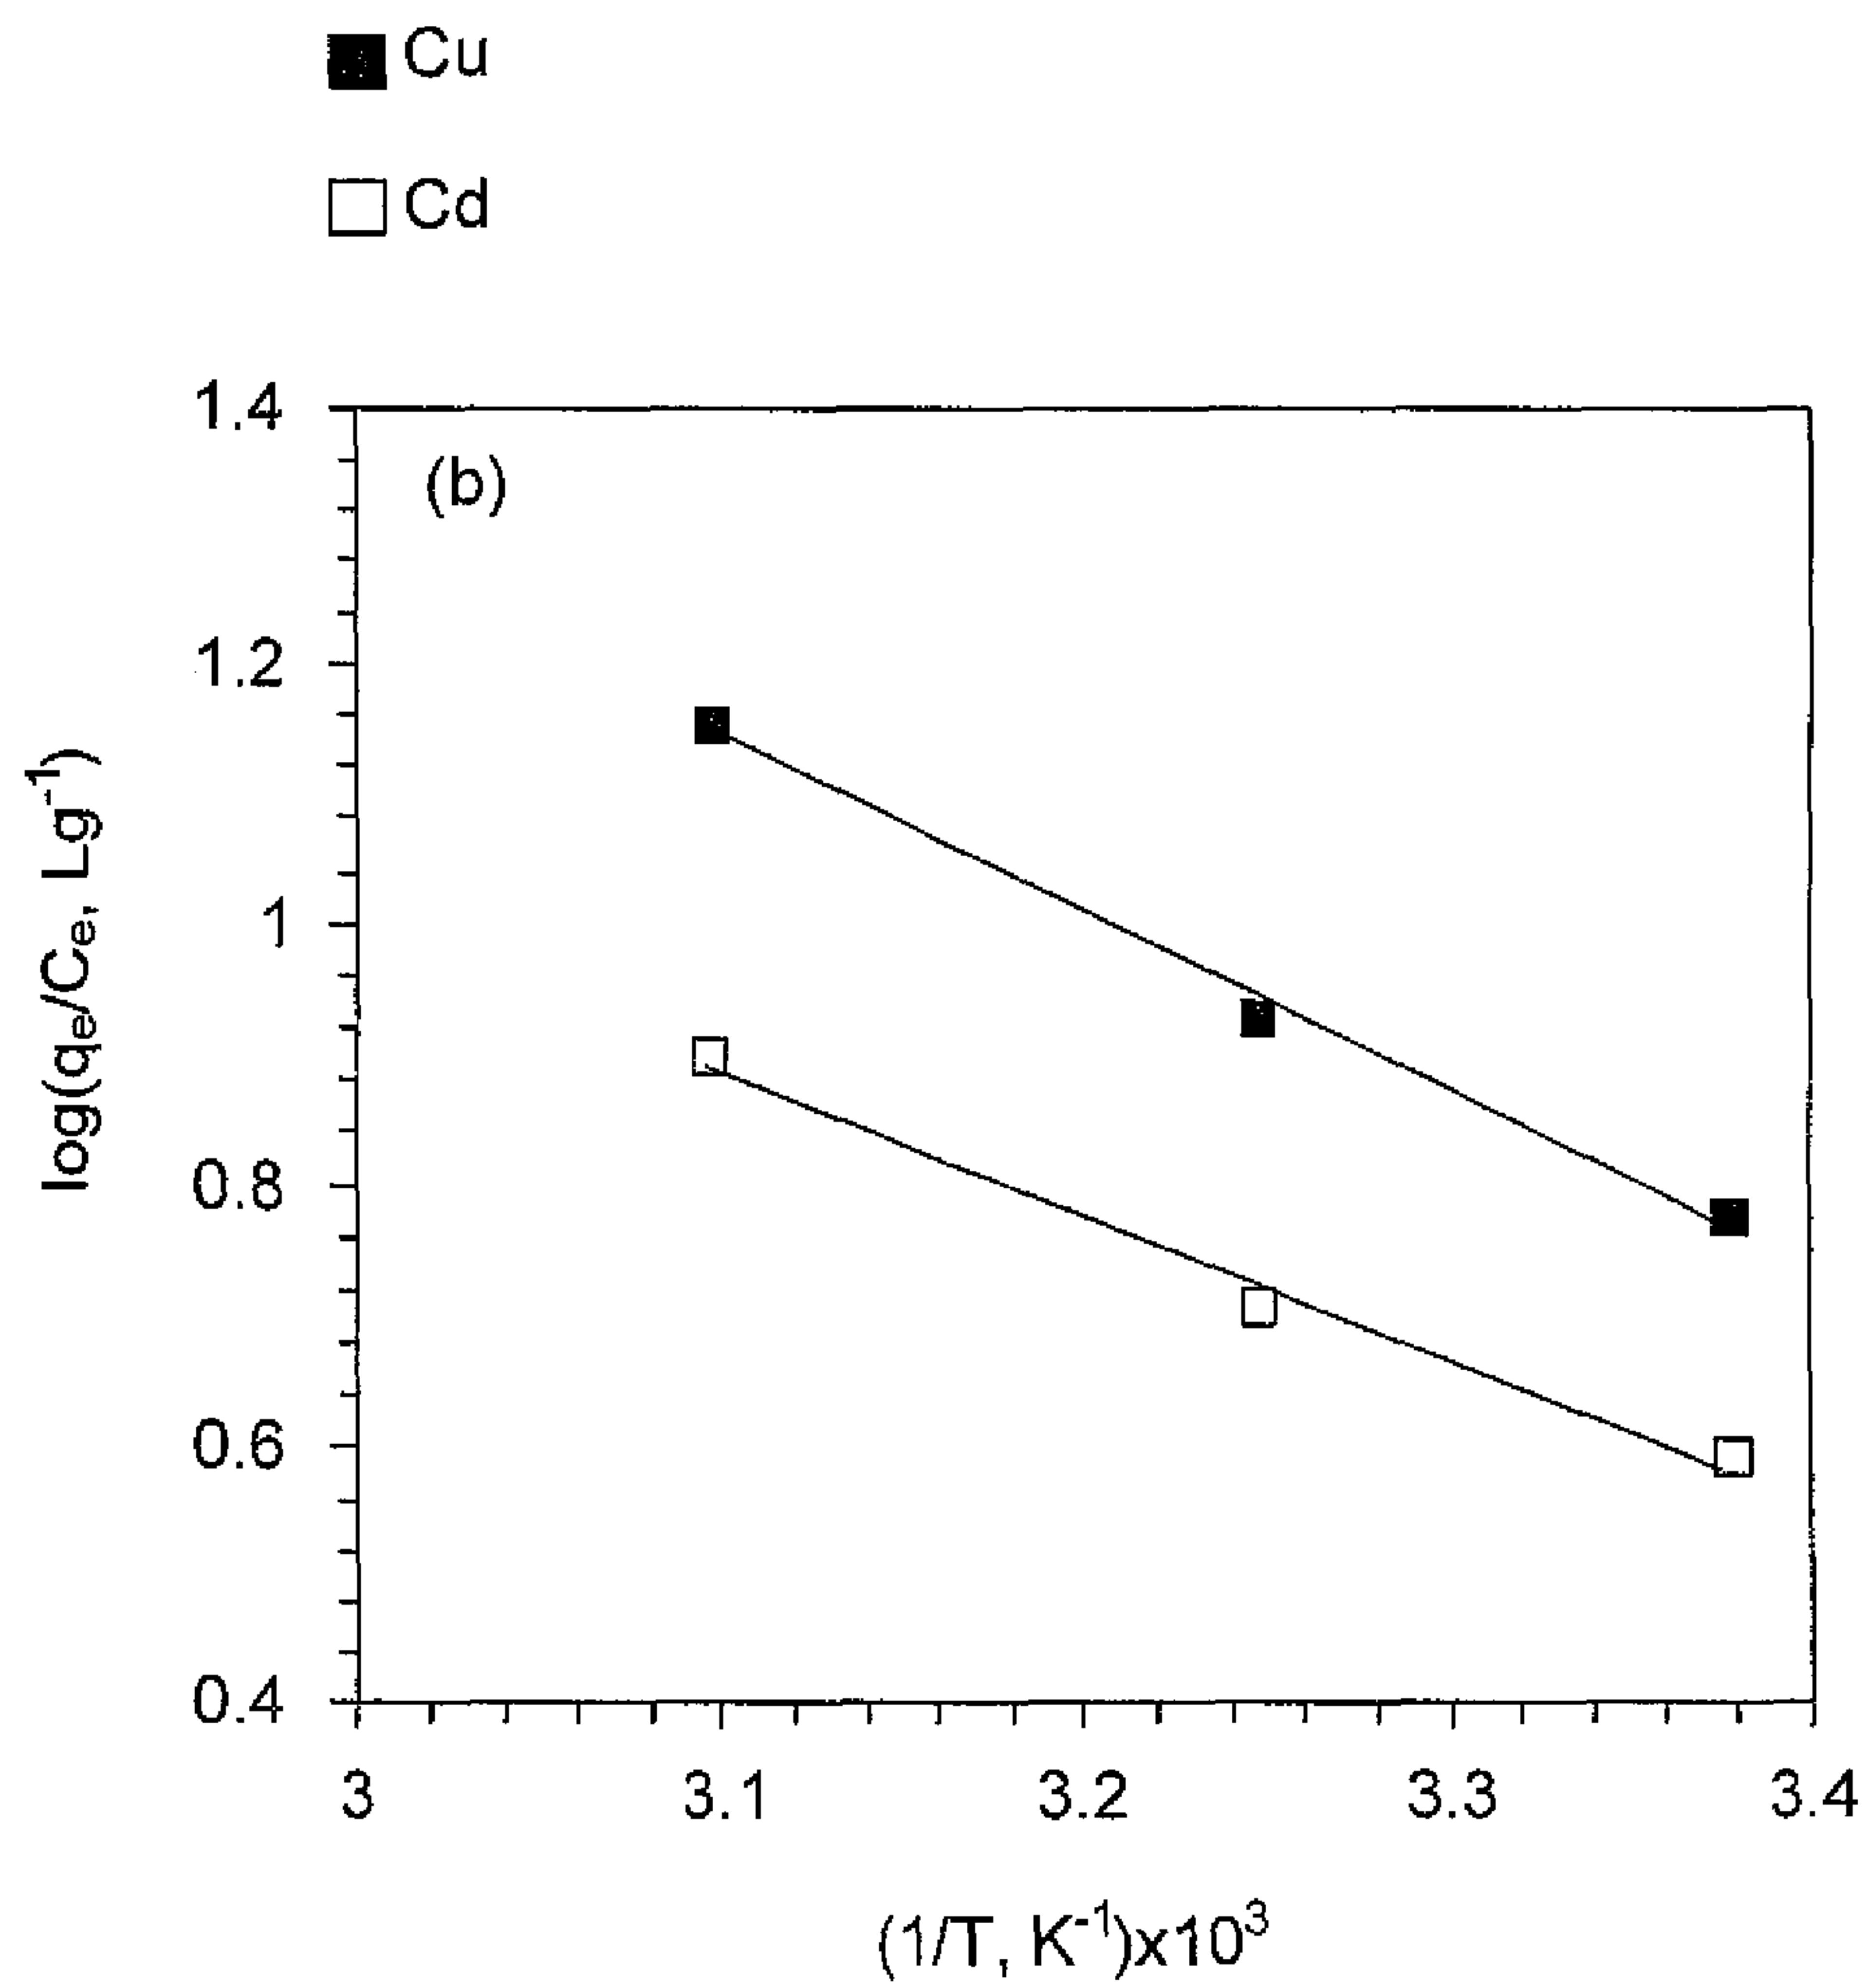 Cu
Cd
(b)
1.4
1.2
1
0.8
0.6
0.4
log(qe/Ce, Lg⁻¹)
3 3.1 3.2 3.3 3.4
(1/T, K⁻¹)x10³